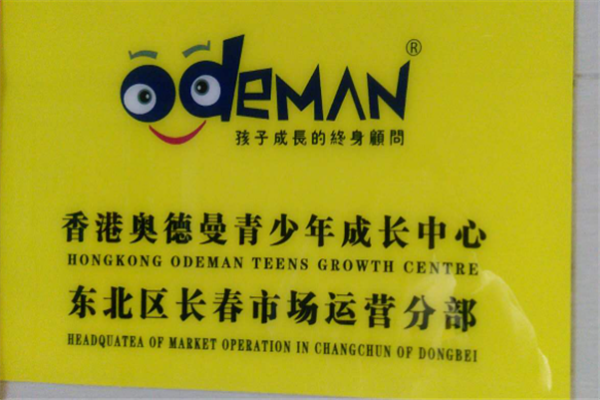 ODEMAN®
孩子成長的終身顧問
香港奥德曼青少年成长中心
HONGKONG ODEMAN TEENS GROWTH CENTRE
东北区长春市场运营分部
HEADQUATEA OF MARKET OPERATION IN CHANGCHUN OF DONGBEI